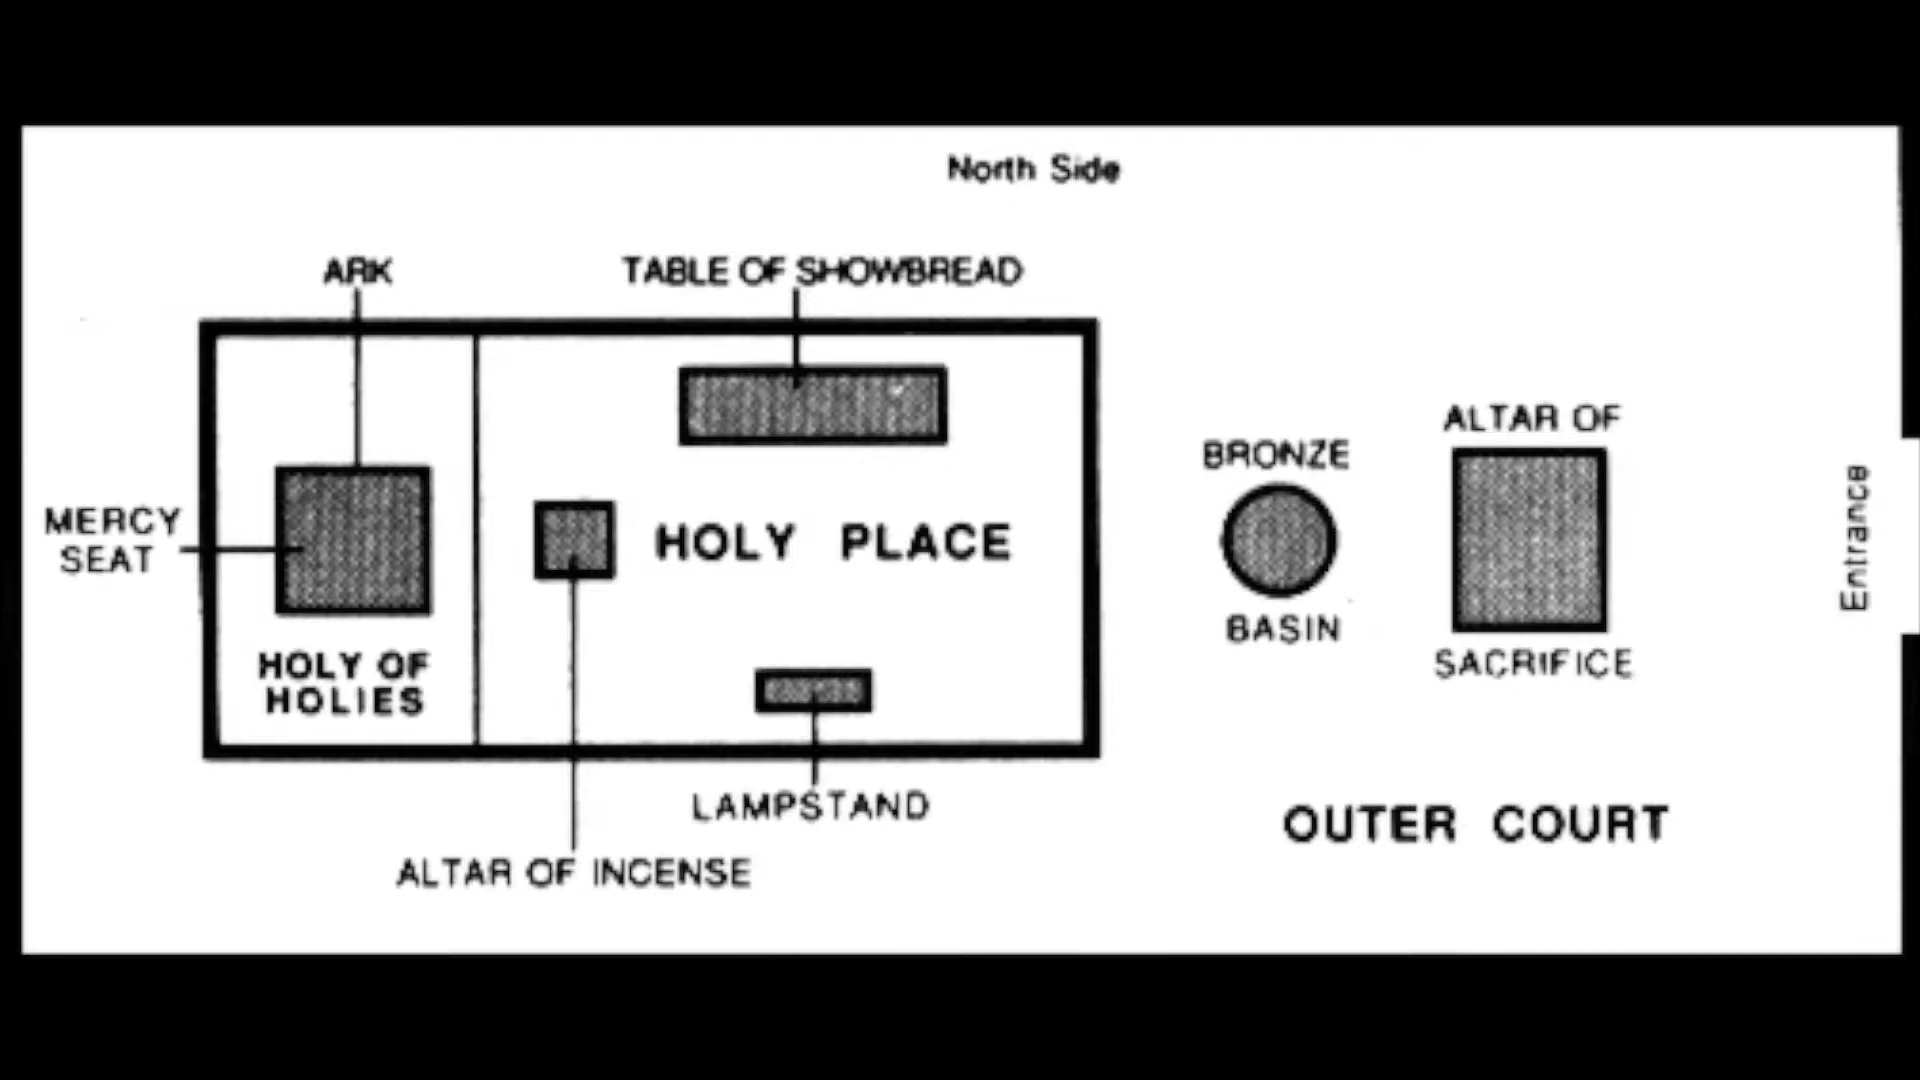 North Side
ARK
TABLE OF SHOWBREAD
MERCY
SEAT
HOLY OF
HOLIES
HOLY PLACE
LAMPSTAND
ALTAR OF INCENSE
BRONZE
BASIN
ALTAR OF
SACRIFICE
OUTER COURT
Entrance